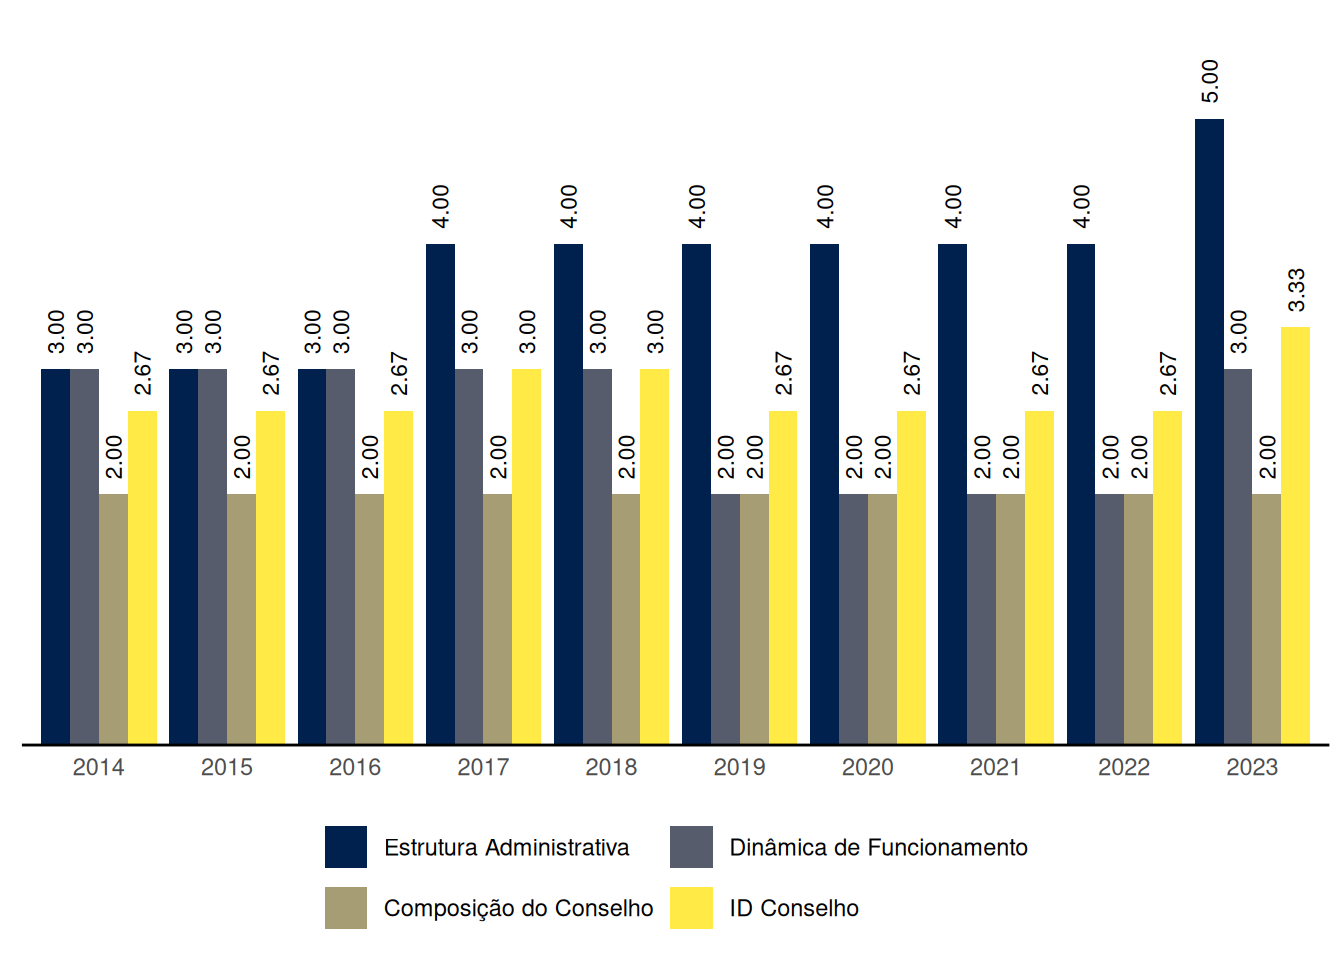 3.00 3.00 2.00 2.67 3.00 3.00 2.00 2.67 3.00 3.00 2.00 2.67 4.00 3.00 2.00 3.00 4.00 3.00 2.00 3.00 4.00 2.00 2.00 2.67 4.00 2.00 2.00 2.67 4.00 2.00 2.00 2.67 4.00 2.00 2.00 2.67 5.00 3.00 2.00 3.33
2014 2015 2016 2017 2018 2019 2020 2021 2022 2023
Estrutura Administrativa Dinâmica de Funcionamento
Composição do Conselho ID Conselho